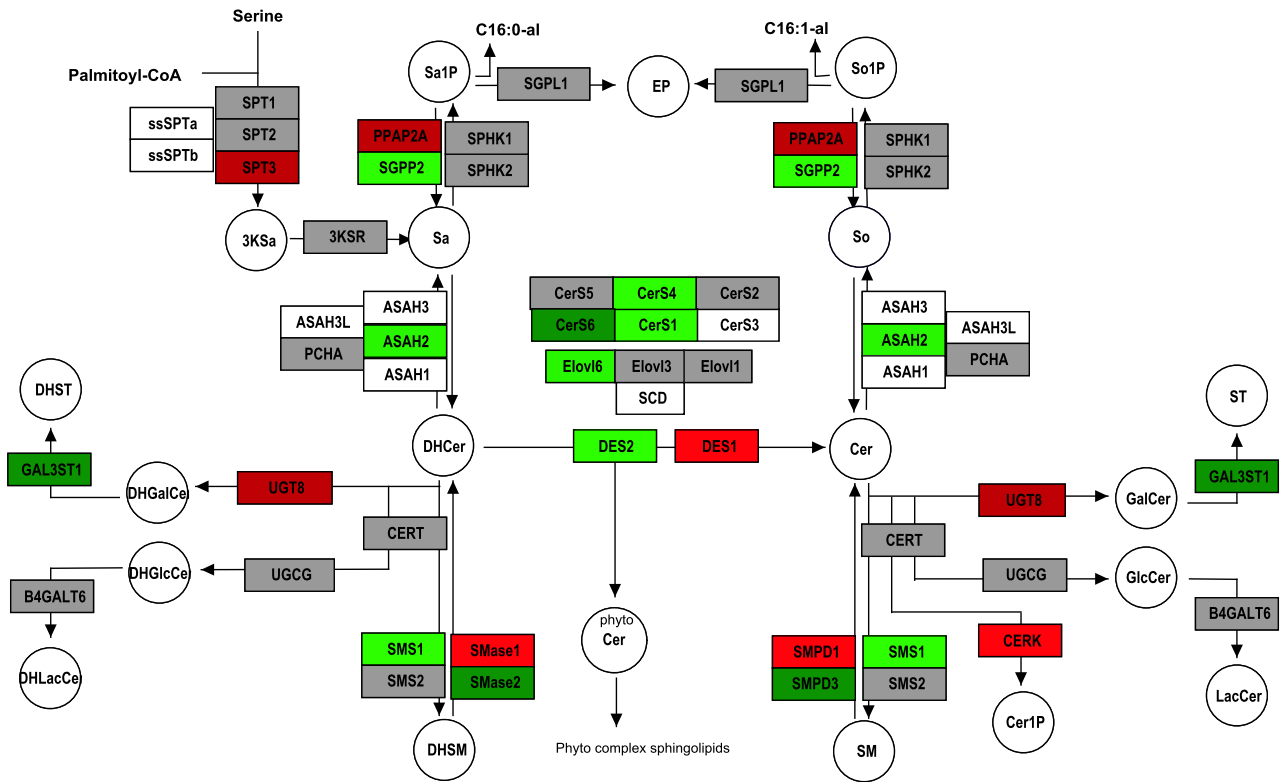 Serine
C16:0-al
C16:1-al
Palmitoyl-CoA
Sa1P
So1P
SGPL1
EP
SGPL1
SPT1
ssSPTa
SPT2
ssSPTb
SPT3
PPAP2A
SPHK1
SGPP2
SPHK2
PPAP2A
SPHK1
SGPP2
SPHK2
3KSa
3KSR
Sa
So
CerS5
CerS4
CerS2
CerS6
CerS1
CerS3
Elovl6
Elovl3
Elovl1
SCD
ASAH3
ASAH3L
ASAH2
PCHA
ASAH1
ASAH3
ASAH3L
ASAH2
PCHA
ASAH1
DHST
ST
DHCer
DES2
DES1
Cer
GAL3ST1
DHGalCe
UGT8
UGT8
GalCer
GAL3ST1
CERT
CERT
B4GALT6
DHGlcCe
UGCG
UGCG
GlcCer
B4GALT6
phyto
Cer
SMS1
SMase1
SMS2
SMase2
SMPD1
SMS1
SMPD3
SMS2
CERK
DHLacCe
LacCer
Cer1P
DHSM
Phyto complex sphingolipids
SM